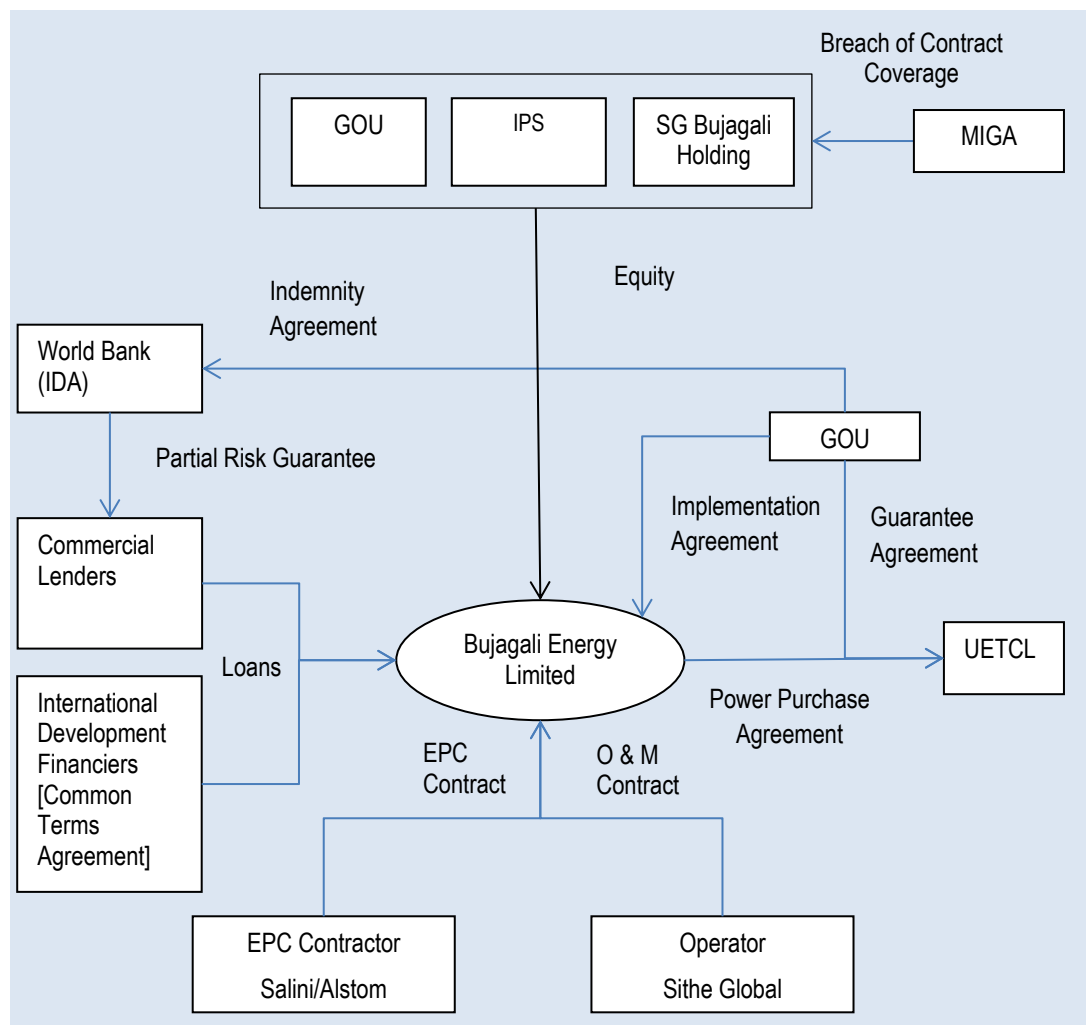 Breach of Contract
Coverage
GOU
IPS
SG Bujagali
Holding
MIGA
Equity
Indemnity
Agreement
World Bank
(IDA)
GOU
Partial Risk Guarantee
Implementation
Agreement
Guarantee
Agreement
Commercial
Lenders
Bujagali Energy
Limited
UETCL
Loans
International
Development
Financiers
[Common
Terms
Agreement]
Power Purchase
Agreement
EPC
Contract
O & M
Contract
EPC Contractor
Salini/Alstom
Operator
Sithe Global